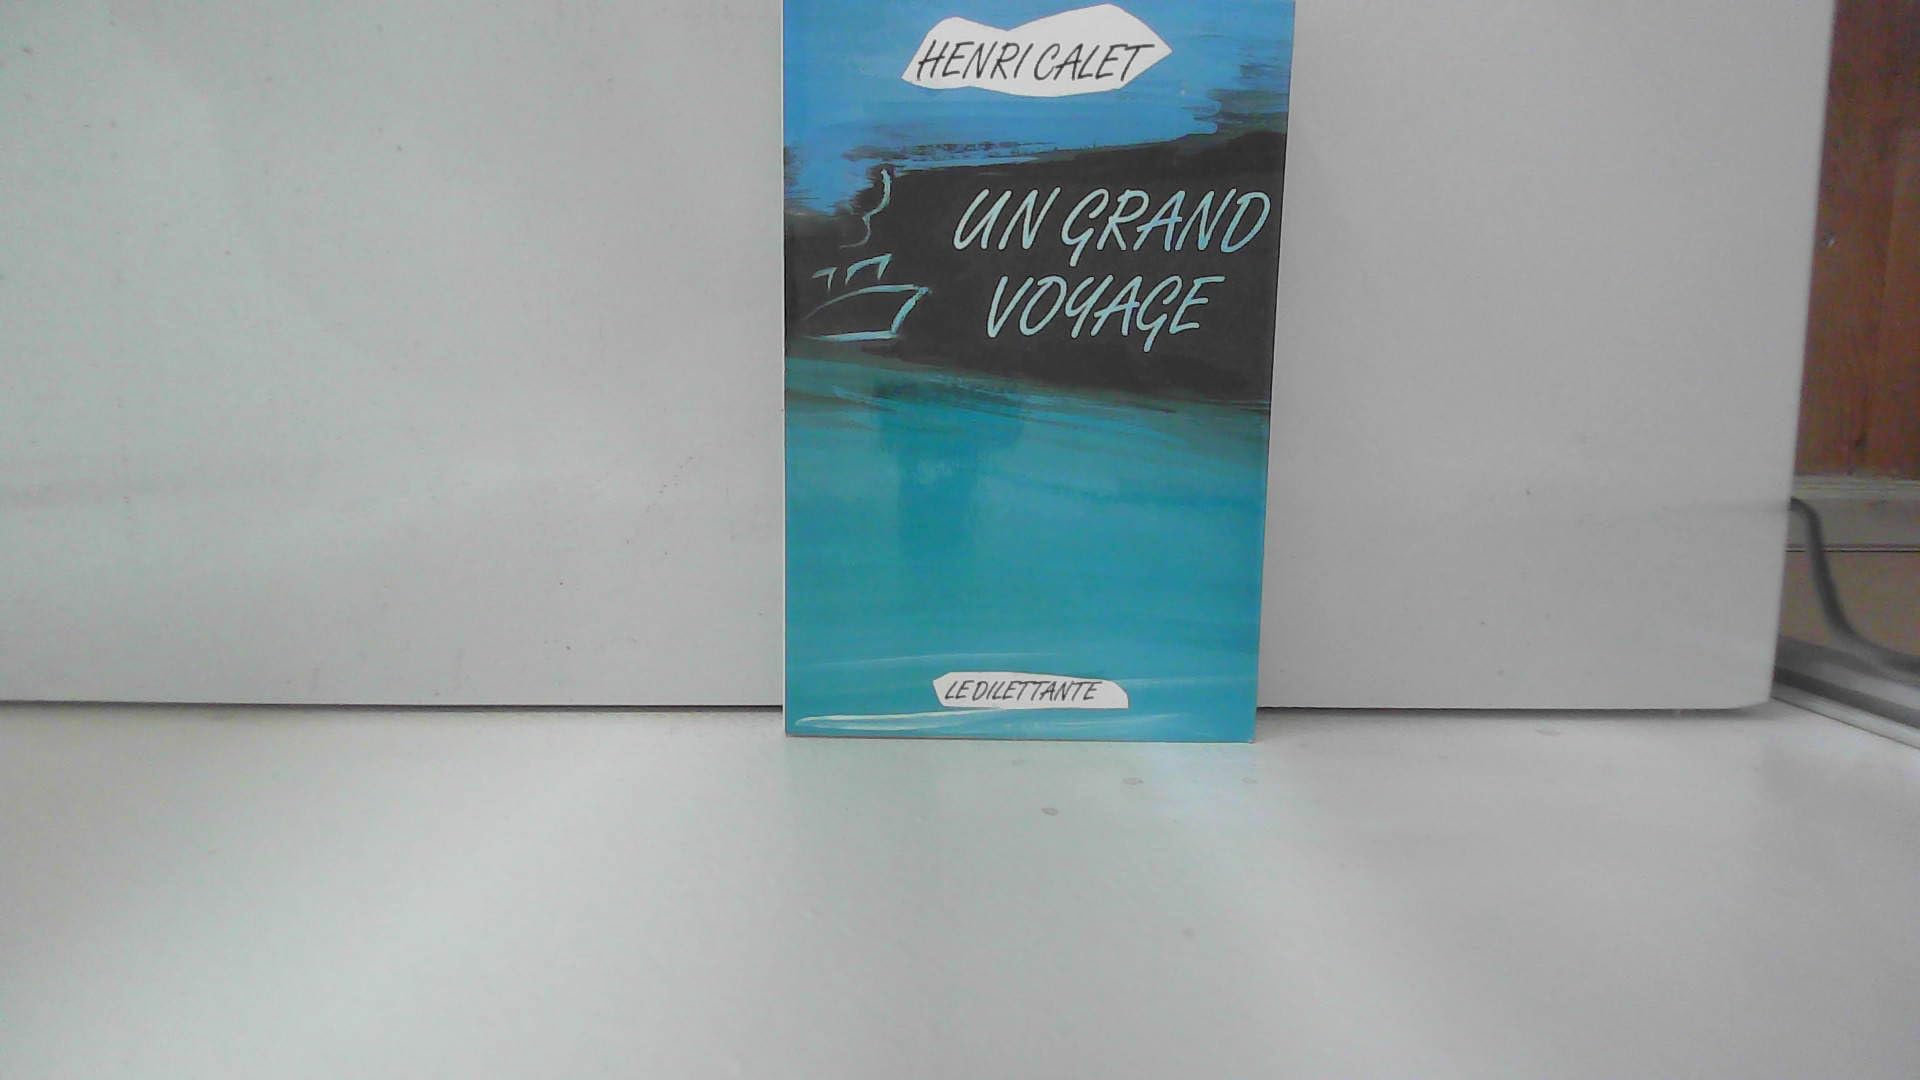 HENRI CALET
UN GRAND
VOYAGE
LE DILETTANTE